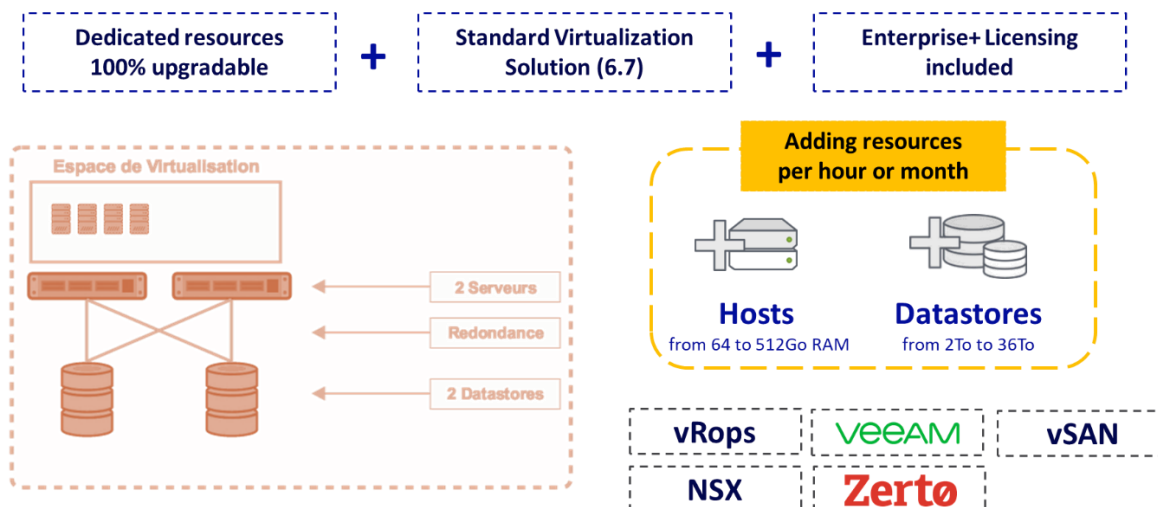 Dedicated resources
100% upgradable
+
Standard Virtualization
Solution (6.7)
+
Enterprise+ Licensing
included
Espace de Virtualisation
2 Serveurs
Redondance
2 Datastores
Adding resources
per hour or month
Hosts
from 64 to 512Go RAM
Datastores
from 2To to 36To
vRops
veeAM
vSAN
NSX
Zertø